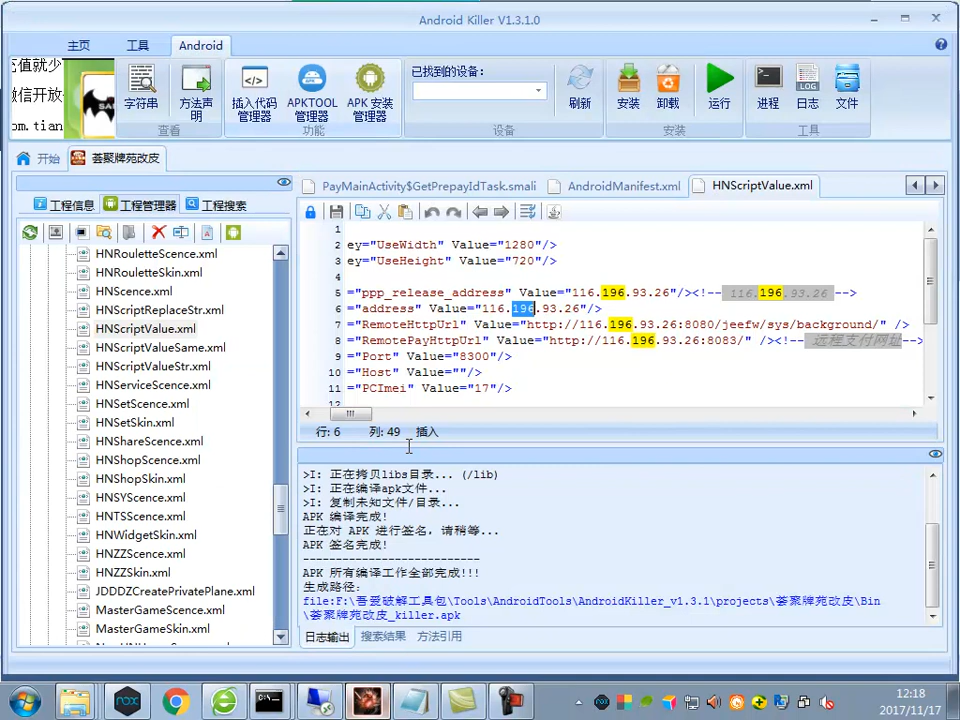 Android Killer V1.3.1.0
主页
工具
Android
值就少
微信开放
om.tian
字符串
方法声
明
查看
插入代码
管理器
APKTOOL
管理器
APK 安装
管理器
功能
已找到的设备:
刷新
设备
安装
卸载
运行
安装
进程
日志
文件
工具
开始
荟聚牌苑改皮
工程信息
工程管理器
工程搜索
HNRouletteScence.xml
HNRouletteSkin.xml
HNScence.xml
HNScriptReplaceStr.xml
HNScriptValue.xml
HNScriptValueSame.xml
HNScriptValueStr.xml
HNServiceScence.xml
HNSetScence.xml
HNSetSkin.xml
HNShareScence.xml
HNShopScence.xml
HNShopSkin.xml
HNSYScence.xml
HNTSScence.xml
HNWidgetSkin.xml
HNZZScence.xml
HNZZSkin.xml
JDDDZCreatePrivatePlane.xml
MasterGameScence.xml
MasterGameSkin.xml
PayMainActivity$GetPrepayIdTask.smali
AndroidManifest.xml
HNScriptValue.xml
1
2 ey="UseWidth" Value="1280"/>
3 ey="UseHeight" Value="720"/>
4
5 ="ppp_release_address" Value="116.196.93.26"/><!-- 116.196.93.26 -->
6 ="address" Value="116.196.93.26"/>
7 ="RemoteHttpUrl" Value="http://116.196.93.26:8080/jeefw/sys/background/" />
8 ="RemotePayHttpUrl" Value="http://116.196.93.26:8083/" /><!-- 远程支付网址-->
9 ="Port" Value="8300"/>
10 ="Host" Value=""/>
11 ="PCImei" Value="17"/>
12
行: 6 列: 49 插入
>I: 正在拷贝libs目录... (/lib)
>I: 正在编译apk文件...
>I: 复制未知文件/目录...
APK 编译完成!
正在对 APK 进行签名，请稍等...
APK 签名完成!
----------------------------
APK 所有编译工作全部完成!!!
生成路径:
file:F:\吾爱破解工具包\Tools\AndroidTools\AndroidKiller_v1.3.1\projects\荟聚牌苑改皮\Bin
\荟聚牌苑改皮_killer.apk
日志输出
搜索结果
方法引用
nox
12:18
2017/11/17